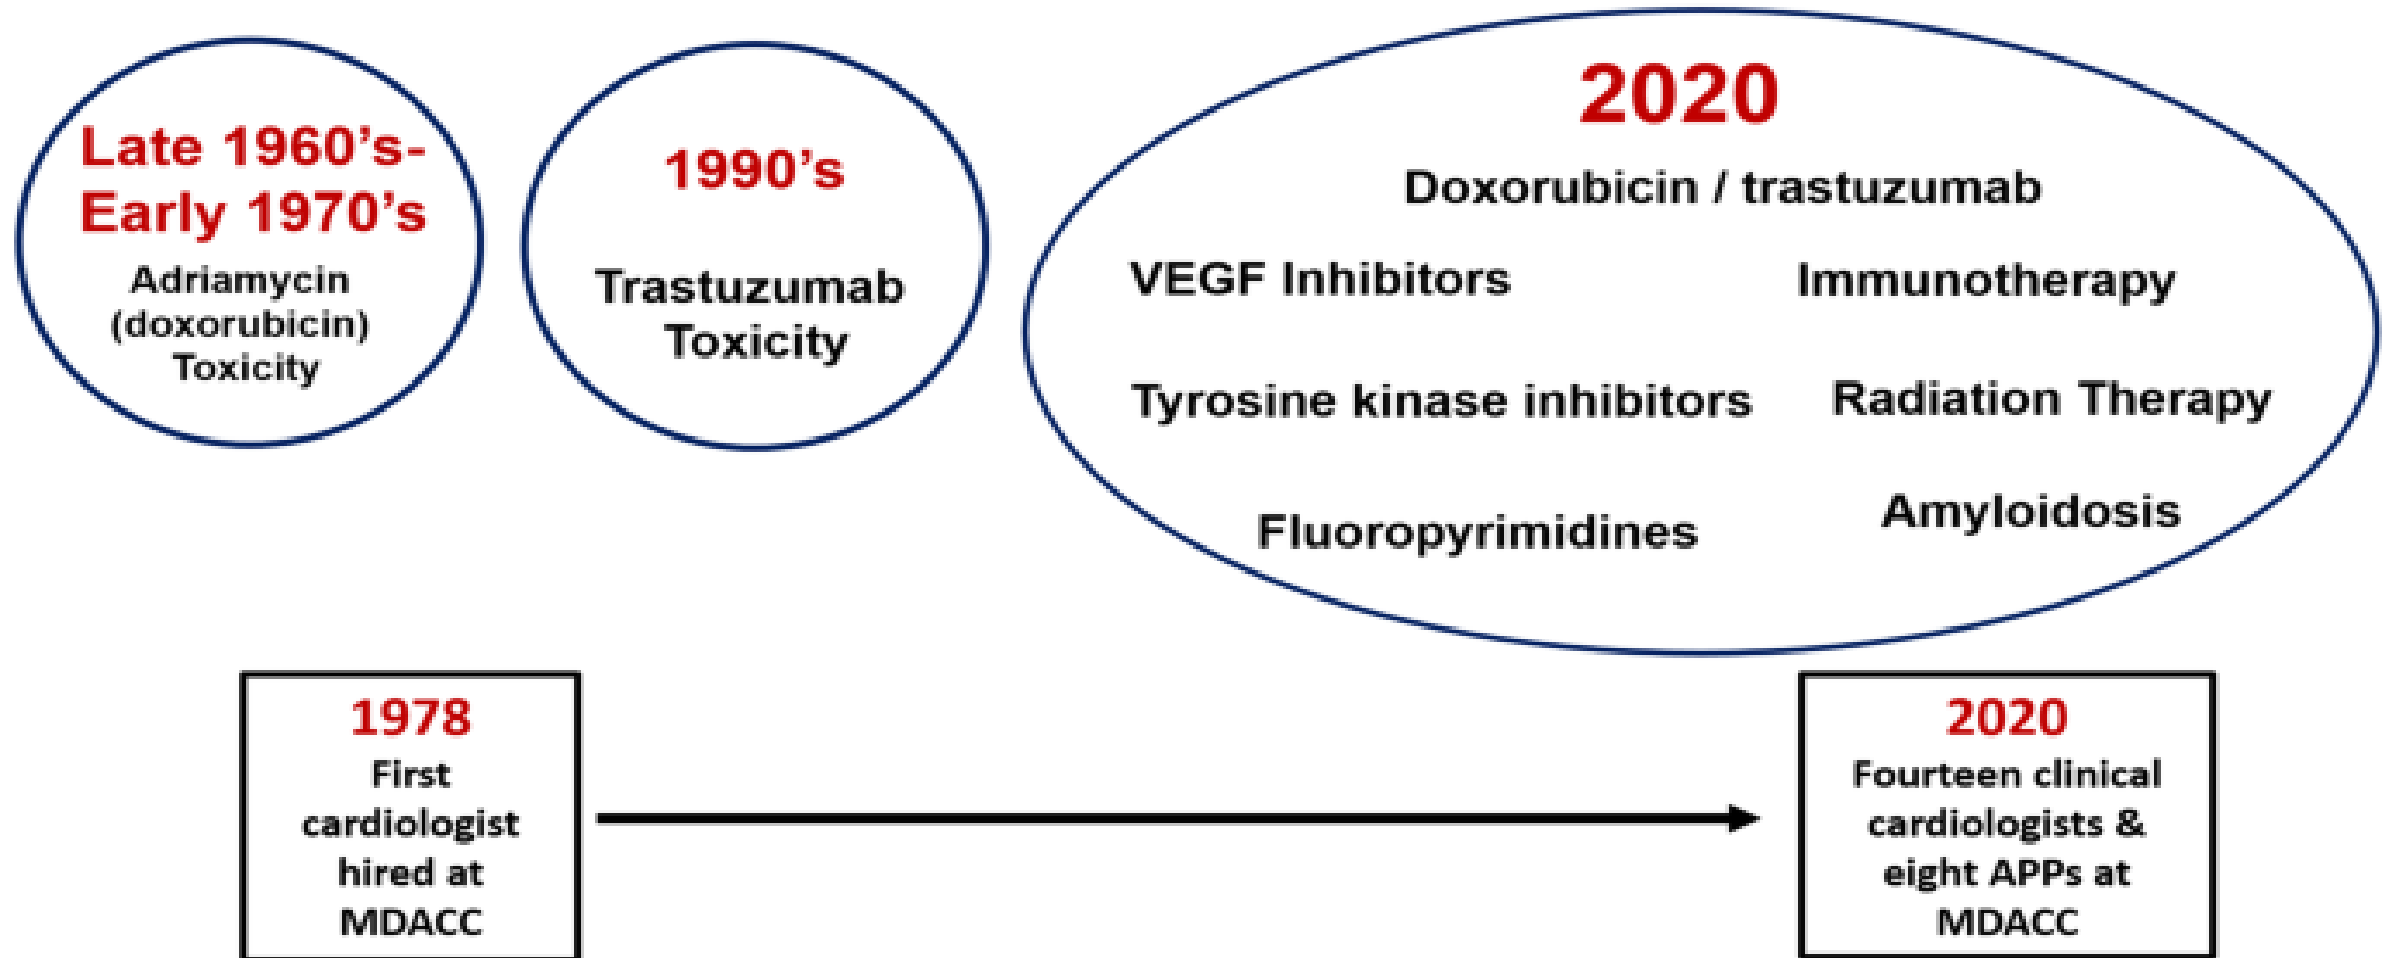 Late 1960’s-
Early 1970’s
Adriamycin
(doxorubicin)
Toxicity
1990’s
Trastuzumab
Toxicity
2020
Doxorubicin / trastuzumab
VEGF Inhibitors
Immunotherapy
Tyrosine kinase inhibitors
Radiation Therapy
Fluoropyrimidines
Amyloidosis
1978
First
cardiologist
hired at
MDACC
2020
Fourteen clinical
cardiologists &
eight APPs at
MDACC